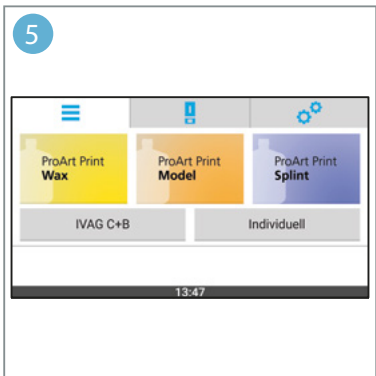 5
ProArt Print
Wax
ProArt Print
Model
ProArt Print
Splint
IVAG C+B
Individuell
13:47